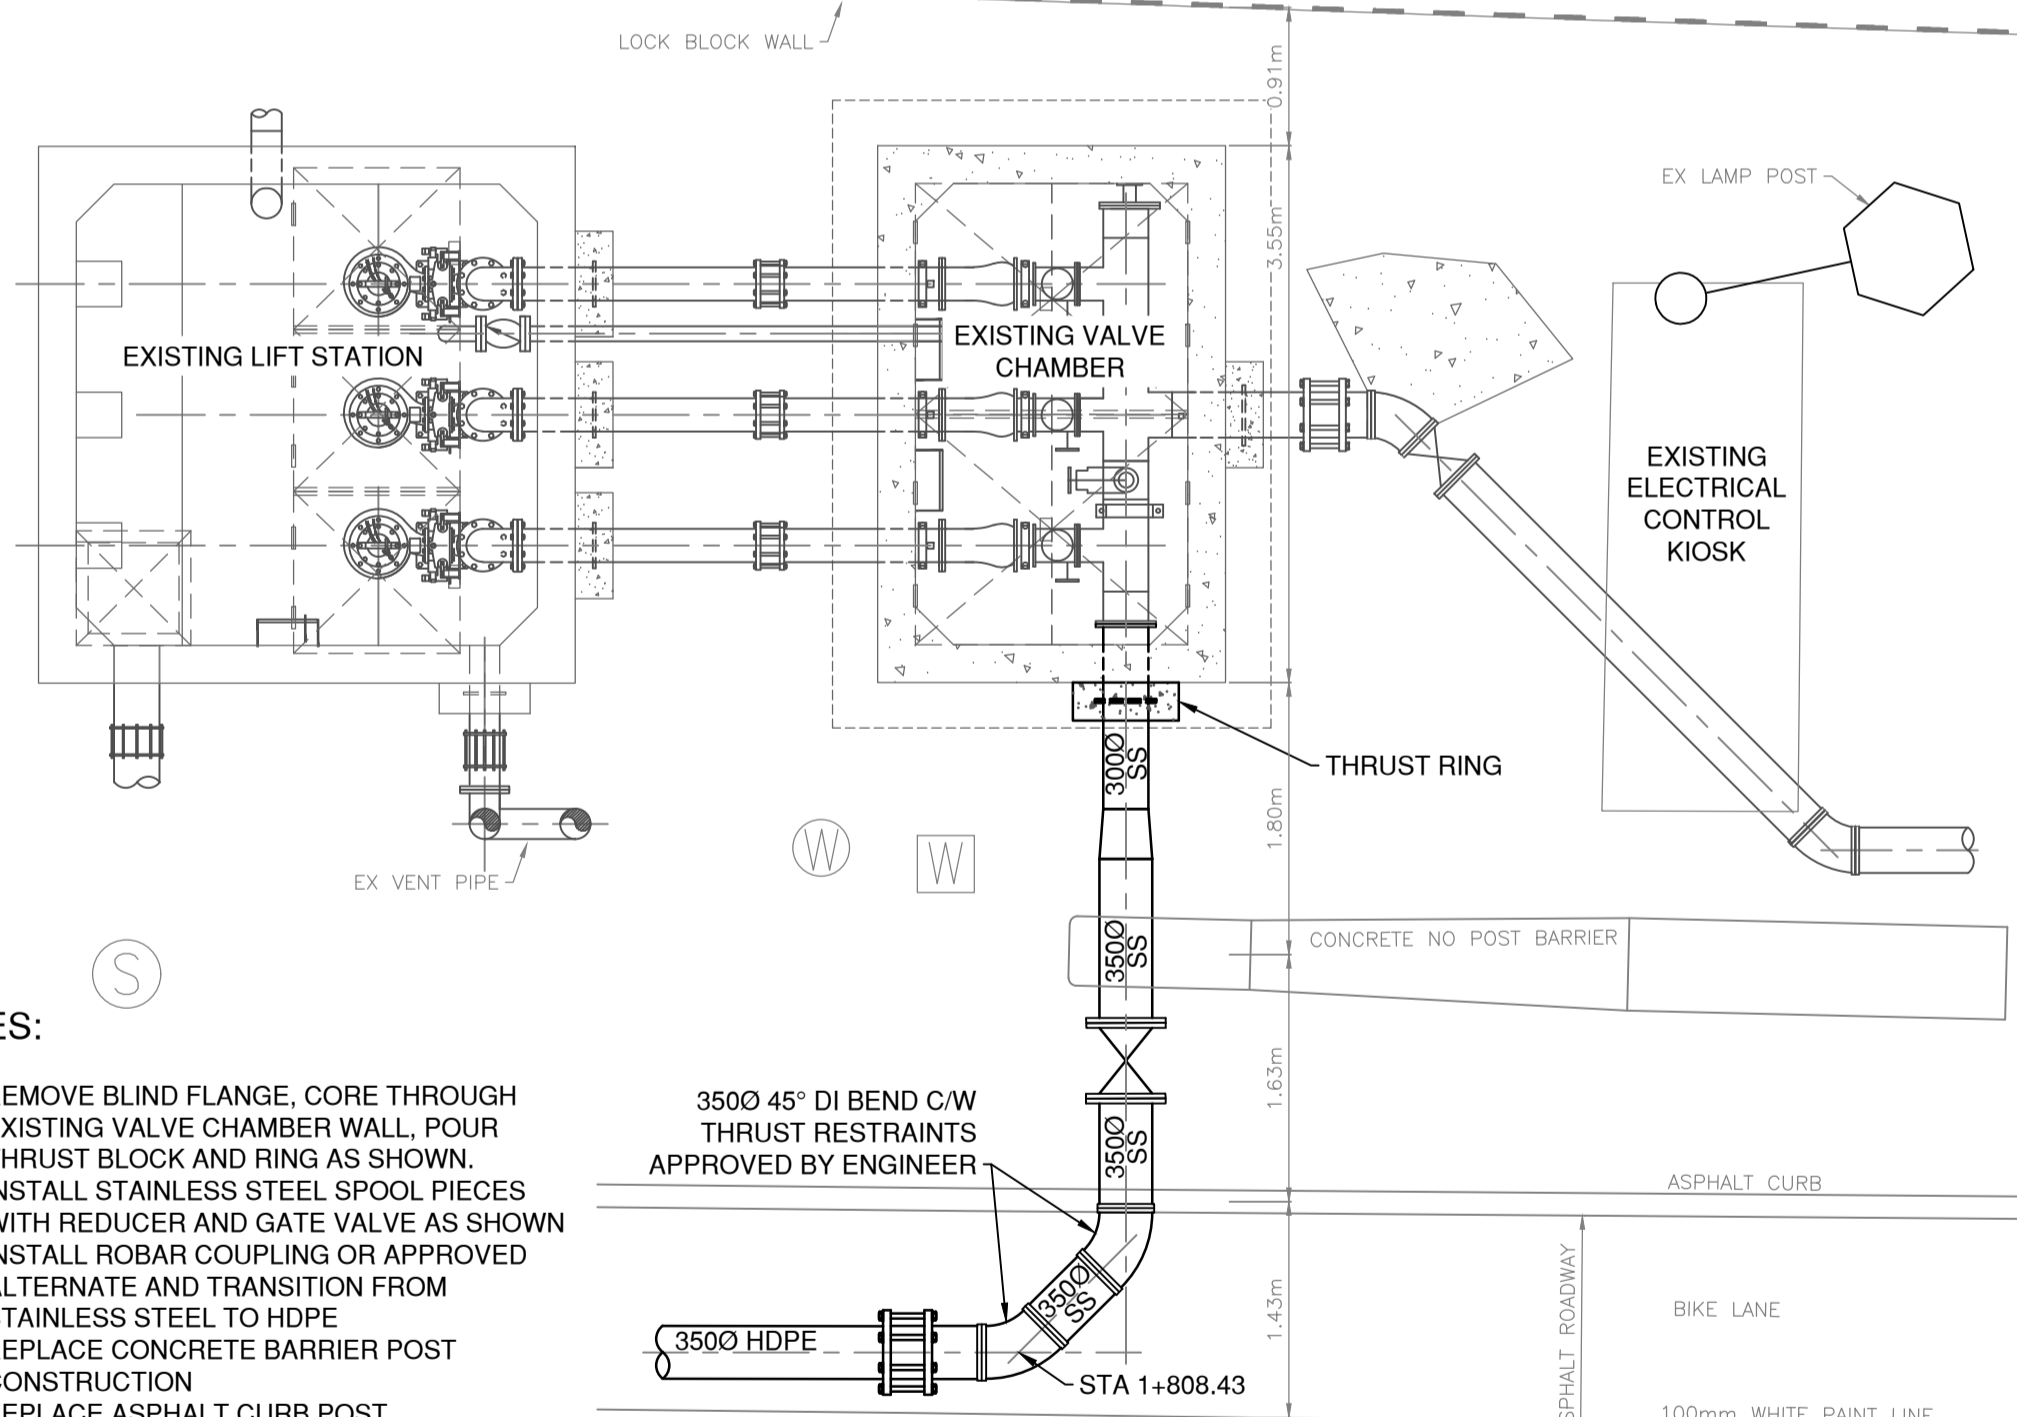 LOCK BLOCK WALL
0.91m
EX LAMP POST
3.55m
EXISTING VALVE
CHAMBER
EXISTING LIFT STATION
EXISTING
ELECTRICAL
CONTROL
KIOSK
THRUST RING
300Ø
SS
1.80m
W
W
EX VENT PIPE
350Ø
SS
CONCRETE NO POST BARRIER
S
ES:
EMOVE BLIND FLANGE, CORE THROUGH
XISTING VALVE CHAMBER WALL, POUR
HRUST BLOCK AND RING AS SHOWN.
NSTALL STAINLESS STEEL SPOOL PIECES
WITH REDUCER AND GATE VALVE AS SHOWN
NSTALL ROBAR COUPLING OR APPROVED
ALTERNATE AND TRANSITION FROM
STAINLESS STEEL TO HDPE
EPLACE CONCRETE BARRIER POST
CONSTRUCTION
EPLACE ASPHALT CURB POST
1.63m
350Ø 45° DI BEND C/W
THRUST RESTRAINTS
APPROVED BY ENGINEER
350Ø
SS
ASPHALT CURB
350Ø
SS
1.43m
ASPHALT ROADWAY
BIKE LANE
350Ø HDPE
STA 1+808.43
100mm WHITE PAINT LINE